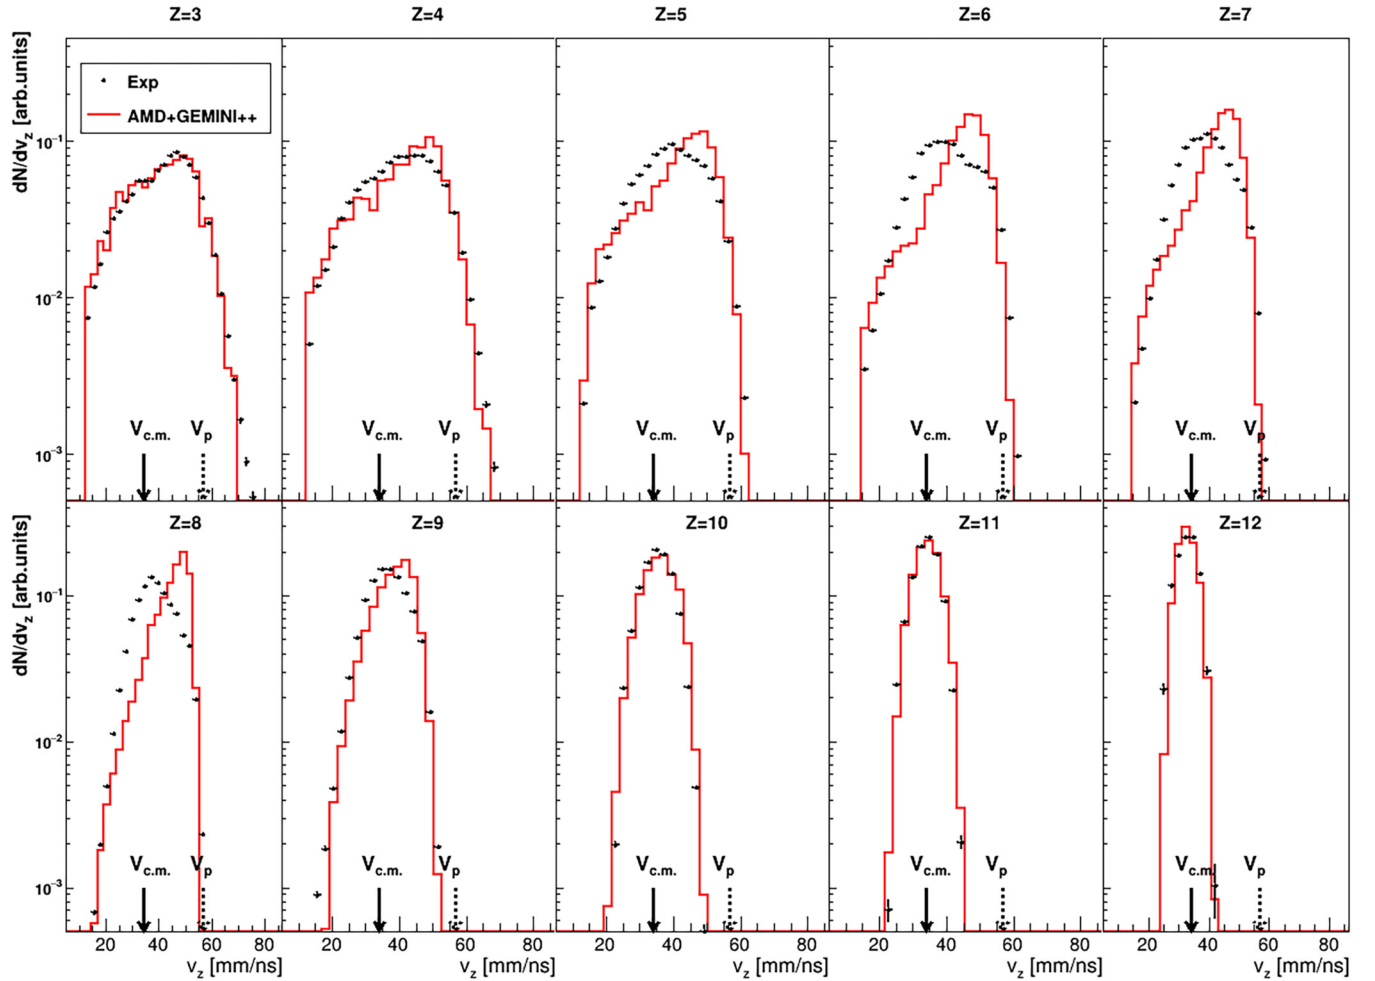 Z=3 Z=4 Z=5 Z=6 Z=7
dN/dv_z [arb.units]
Exp
AMD+GEMINI++
10⁻¹
10⁻²
10⁻³
V_c.m. V_p V_c.m. V_p V_c.m. V_p V_c.m. V_p V_c.m. V_p
Z=8 Z=9 Z=10 Z=11 Z=12
dN/dv_z [arb.units]
10⁻¹
10⁻²
10⁻³
V_c.m. V_p V_c.m. V_p V_c.m. V_p V_c.m. V_p V_c.m. V_p
20 40 60 80 20 40 60 80 20 40 60 80 20 40 60 80 20 40 60 80
v_z [mm/ns] v_z [mm/ns] v_z [mm/ns] v_z [mm/ns] v_z [mm/ns]